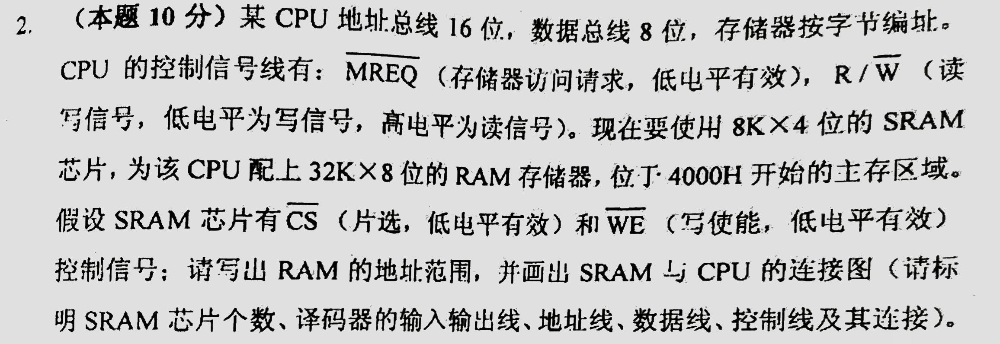 2. （本题 10 分）某 CPU 地址总线 16 位，数据总线 8 位，存储器按字节编址。
CPU 的控制信号线有： MREQ （存储器访问请求，低电平有效）， R / W （读
写信号，低电平为写信号，高电平为读信号）。现在要使用 8K×4 位的 SRAM
芯片，为该 CPU 配上 32K×8 位的 RAM 存储器，位于 4000H 开始的主存区域。
假设 SRAM 芯片有 CS （片选，低电平有效）和 WE （写使能，低电平有效）
控制信号；请写出 RAM 的地址范围，并画出 SRAM 与 CPU 的连接图（请标
明 SRAM 芯片个数、译码器的输入输出线、地址线、数据线、控制线及其连接）。